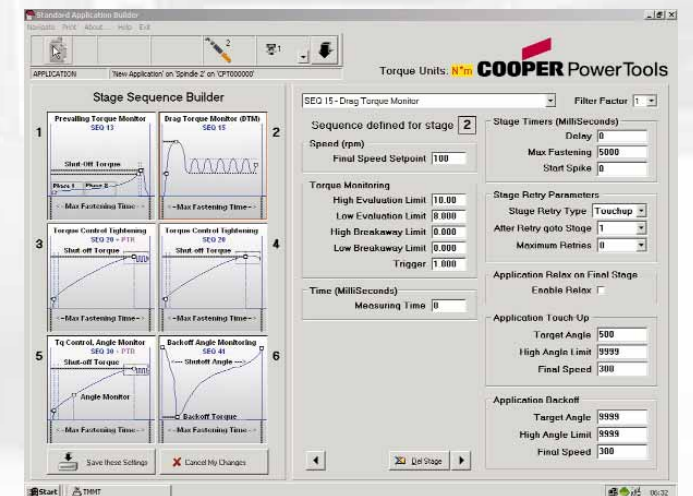 Standard Application Builder
Navigate Print About... Help Exit
2
1
APPLICATION
'New Application' on 'Spindle 2' on 'CPT000000'
Torque Units: N*m
COOPER PowerTools
Stage Sequence Builder
1
Prevailing Torque Monitor
SEQ 13
Shut-Off Torque
Phase 1 Phase 2
<--Max Fastening Time-->
Drag Torque Monitor (DTM)
SEQ 15
<--Max Fastening Time-->
2
3
Torque Control Tightening
SEQ 20 + PTR
Shut-off Torque
<--Max Fastening Time-->
Torque Control Tightening
SEQ 20
Shut-off Torque
<--Max Fastening Time-->
4
5
Tq Control, Angle Monitor
SEQ 30 + PTR
Shut-off Torque
Angle Monitor
<--Max Fastening Time-->
Backoff Angle Monitoring
SEQ 41
<--- Shutoff Angle --->
Backoff Torque
<--Max Fastening Time-->
6
Save these Settings
Cancel My Changes
SEQ 15 - Drag Torque Monitor
Filter Factor 1
Sequence defined for stage 2
Speed (rpm)
Final Speed Setpoint 100
Torque Monitoring
High Evaluation Limit 10.00
Low Evaluation Limit 8.000
High Breakaway Limit 0.000
Low Breakaway Limit 0.000
Trigger 1.000
Time (MilliSeconds)
Measuring Time 0
Stage Timers (MilliSeconds)
Delay 0
Max Fastening 5000
Start Spike 0
Stage Retry Parameters
Stage Retry Type Touchup
After Retry goto Stage 1
Maximum Retries 0
Application Relax on Final Stage
Enable Relax
Application Touch-Up
Target Angle 500
High Angle Limit 9999
Final Speed 300
Application Backoff
Target Angle 9999
High Angle Limit 9999
Final Speed 300
Del Stage
Start
TMMT
06:32